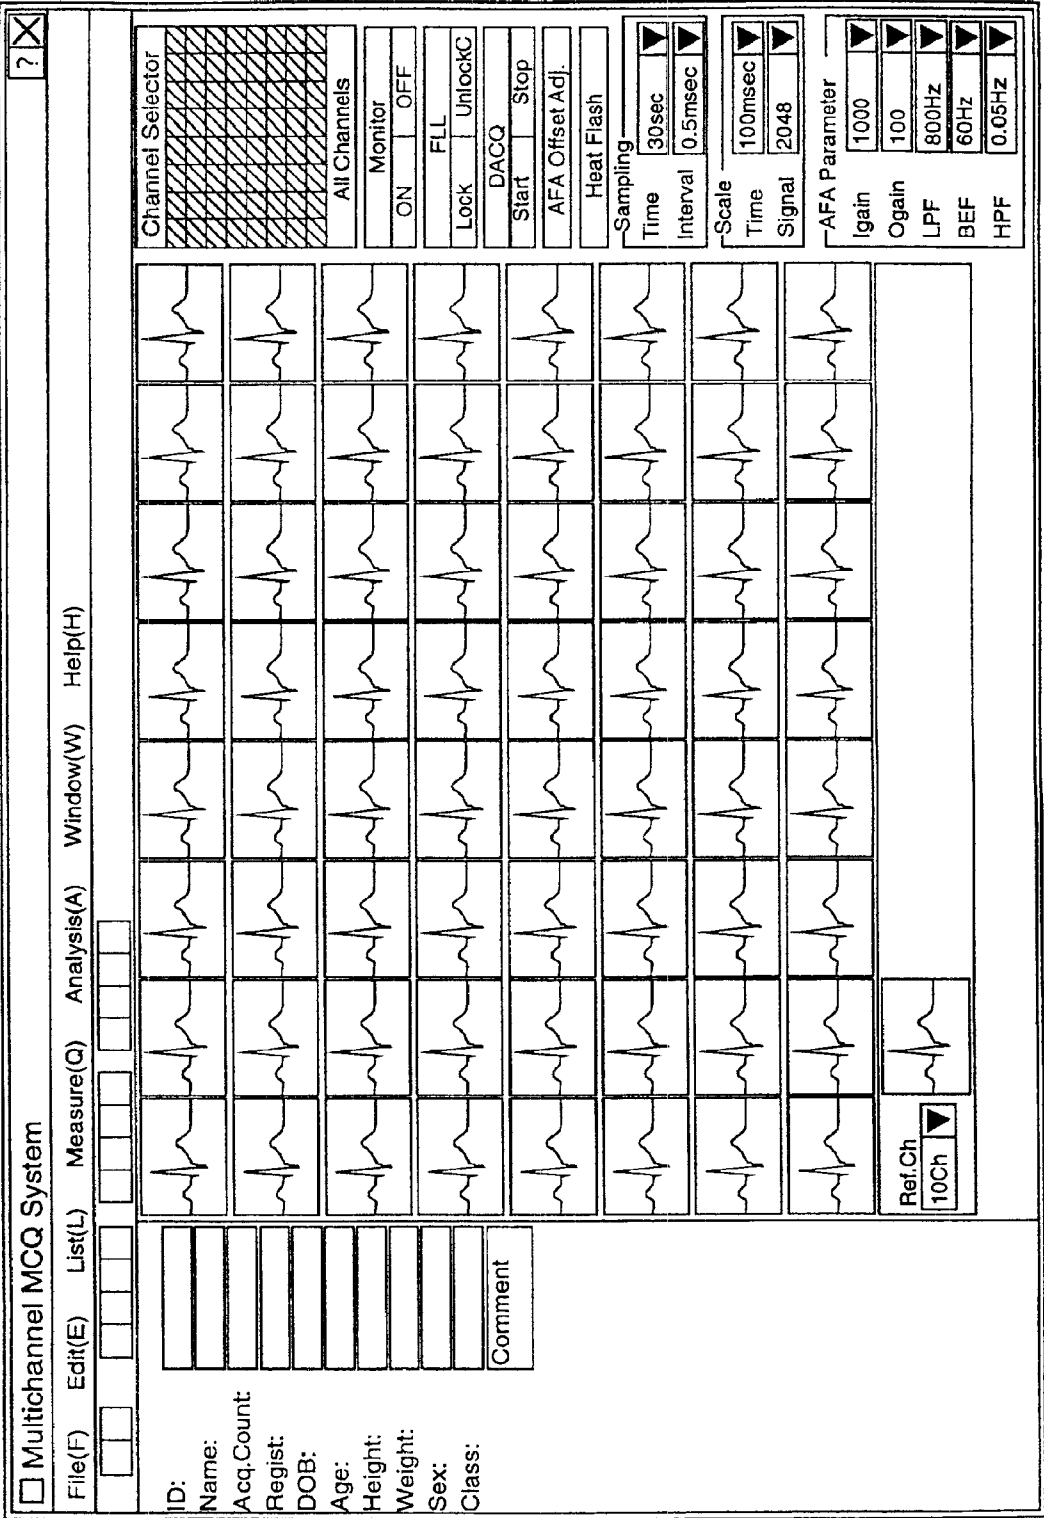 Multichannel MCQ System
? X
File(F) Edit(E) List(L) Measure(Q) Analysis(A) Window(W) Help(H)
ID:
Name:
Acq.Count:
Regist:
DOB:
Age:
Height:
Weight:
Sex:
Class:
Comment
Ref.Ch
10Ch
Channel Selector
All Channels
Monitor
ON OFF
FLL
Lock UnlockC
DACQ
Start Stop
AFA Offset Adj.
Heat Flash
Sampling
Time 30sec
Interval 0.5msec
Scale
Time 100msec
Signal 2048
AFA Parameter
Igain 1000
Ogain 100
LPF 800Hz
BEF 60Hz
HPF 0.05Hz